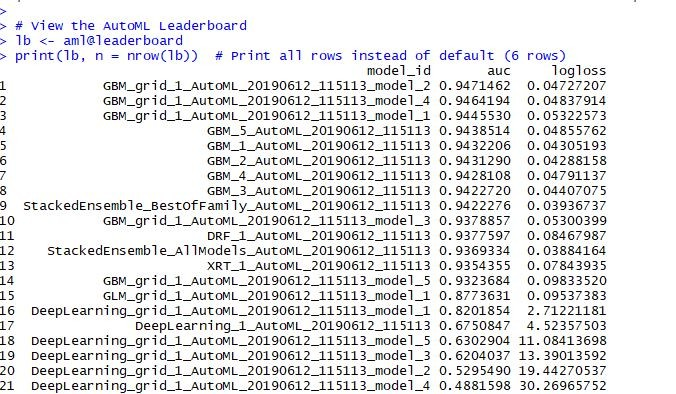 >
> # View the AutoML Leaderboard
> lb <- aml@leaderboard
> print(lb, n = nrow(lb))  # Print all rows instead of default (6 rows)
model_id auc logloss
1 GBM_grid_1_AutoML_20190612_115113_model_2 0.9471462 0.04727207
2 GBM_grid_1_AutoML_20190612_115113_model_4 0.9464194 0.04837914
3 GBM_grid_1_AutoML_20190612_115113_model_1 0.9445530 0.05322573
4 GBM_5_AutoML_20190612_115113 0.9438514 0.04855762
5 GBM_1_AutoML_20190612_115113 0.9432206 0.04305193
6 GBM_2_AutoML_20190612_115113 0.9431290 0.04288158
7 GBM_4_AutoML_20190612_115113 0.9428108 0.04791137
8 GBM_3_AutoML_20190612_115113 0.9422720 0.04407075
9 StackedEnsemble_BestOfFamily_AutoML_20190612_115113 0.9422276 0.03936737
10 GBM_grid_1_AutoML_20190612_115113_model_3 0.9378857 0.05300399
11 DRF_1_AutoML_20190612_115113 0.9377597 0.08467987
12 StackedEnsemble_AllModels_AutoML_20190612_115113 0.9369334 0.03884164
13 XRT_1_AutoML_20190612_115113 0.9354355 0.07843935
14 GBM_grid_1_AutoML_20190612_115113_model_5 0.9323684 0.09833520
15 GLM_grid_1_AutoML_20190612_115113_model_1 0.8773631 0.09537383
16 DeepLearning_grid_1_AutoML_20190612_115113_model_1 0.8201854 2.71221181
17 DeepLearning_1_AutoML_20190612_115113 0.6750847 4.52357503
18 DeepLearning_grid_1_AutoML_20190612_115113_model_5 0.6302904 11.08413698
19 DeepLearning_grid_1_AutoML_20190612_115113_model_3 0.6204037 13.39013592
20 DeepLearning_grid_1_AutoML_20190612_115113_model_2 0.5295490 19.44270537
21 DeepLearning_grid_1_AutoML_20190612_115113_model_4 0.4881598 30.26965752